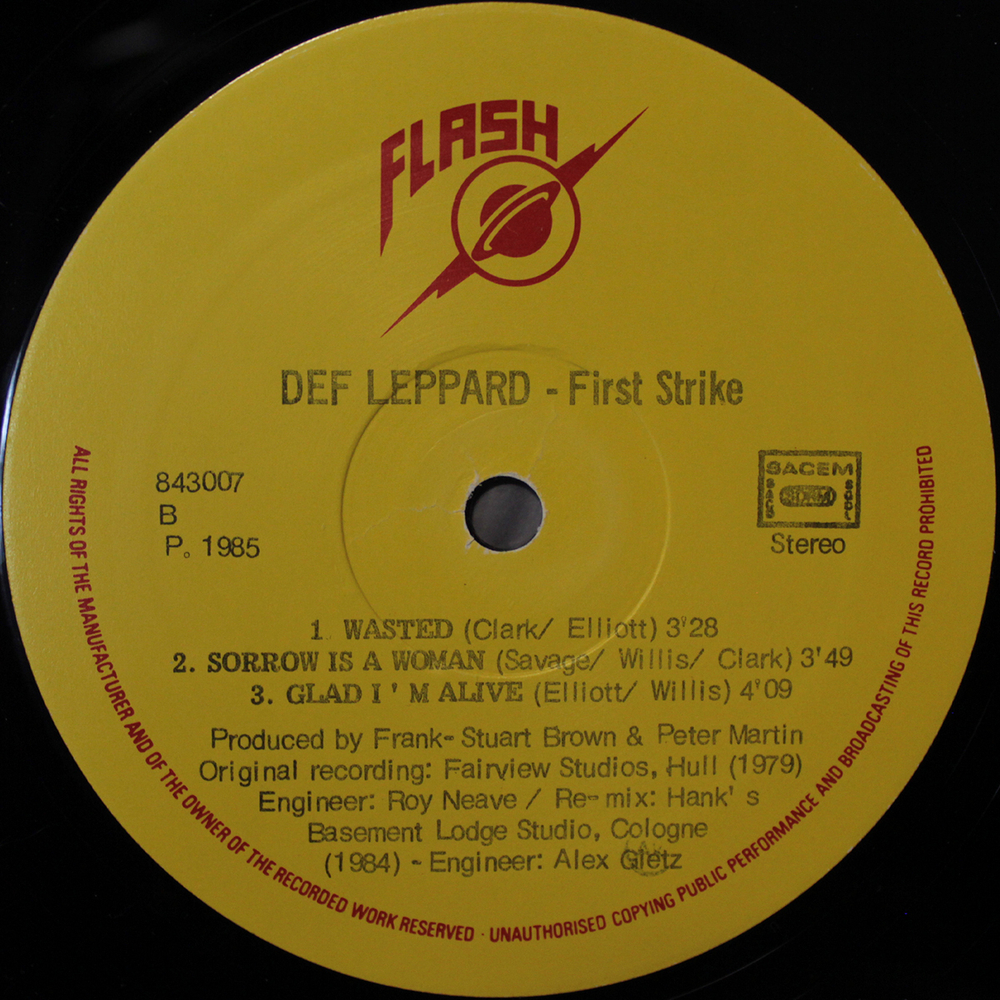 FLASH
DEF LEPPARD - First Strike
843007
B
P. 1985
SACEM
Stereo
1. WASTED (Clark/ Elliott) 3'28
2. SORROW IS A WOMAN (Savage/ Willis/ Clark) 3'49
3. GLAD I ' M ALIVE (Elliott/ Willis) 4'09
Produced by Frank- Stuart Brown & Peter Martin
Original recording: Fairview Studios, Hull (1979)
Engineer: Roy Neave / Re- mix: Hank' s
Basement Lodge Studio, Cologne
(1984) - Engineer: Alex Gletz
ALL RIGHTS OF THE MANUFACTURER AND OF THE OWNER OF THE RECORDED WORK RESERVED · UNAUTHORISED COPYING PUBLIC PERFORMANCE AND BROADCASTING OF THIS RECORD PROHIBITED